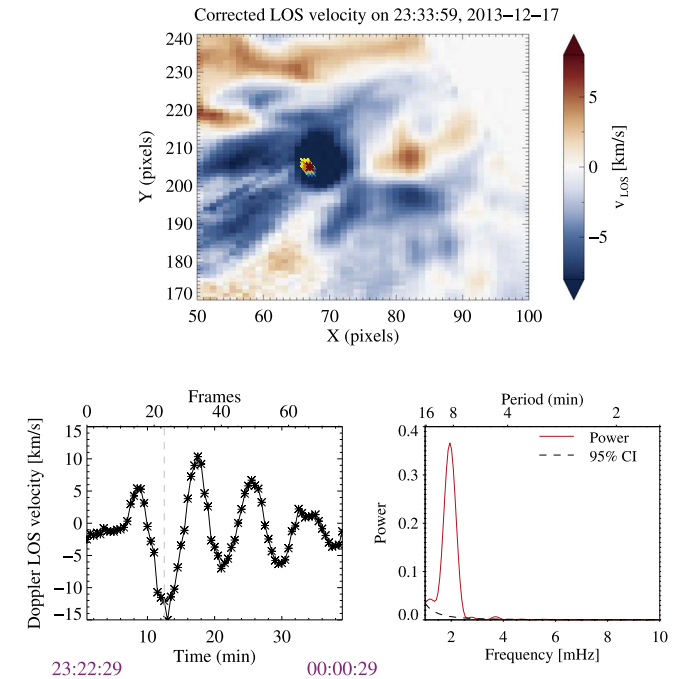 Corrected LOS velocity on 23:33:59, 2013−12−17
240
230
220
210
200
190
180
170
Y (pixels)
50 60 70 80 90 100
X (pixels)
5
0
−5
v LOS [km/s]
Frames
0 20 40 60
15
10
5
0
−5
−10
−15
Doppler LOS velocity [km/s]
10 20 30
Time (min)
23:22:29 00:00:29
Period (min)
16 8 4 2
0.4
0.3
0.2
0.1
0.0
Power
Power
95% CI
2 4 6 8 10
Frequency [mHz]